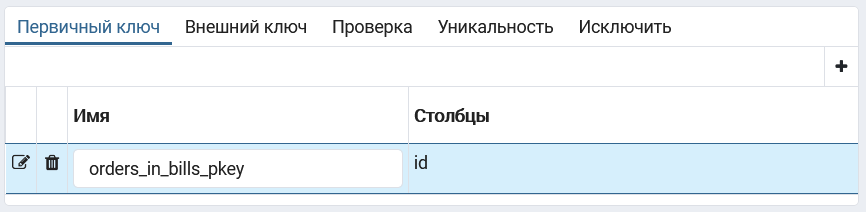 Первичный ключ Внешний ключ Проверка Уникальность Исключить
Имя Столбцы
orders_in_bills_pkey id